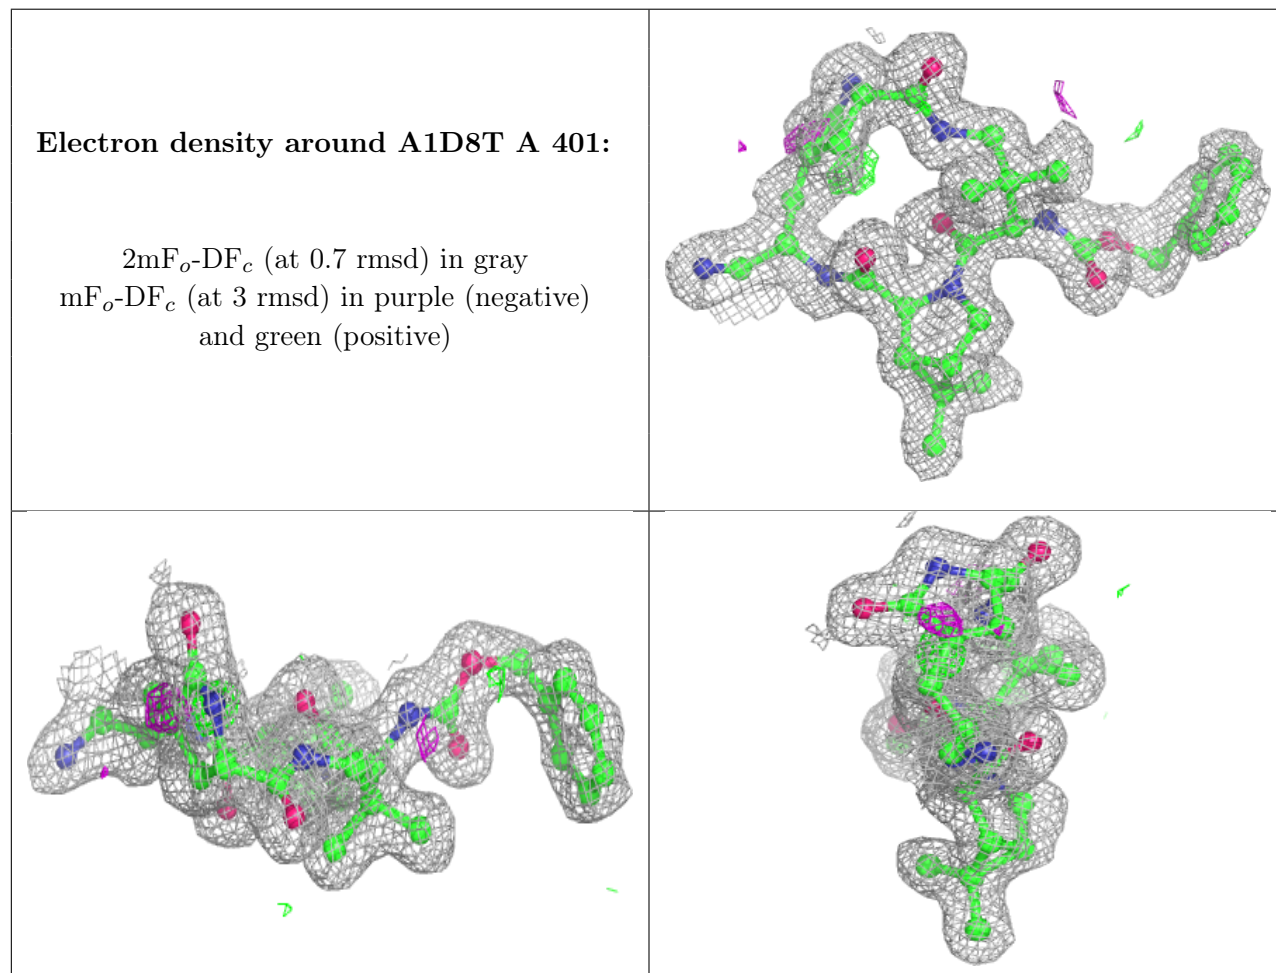 Electron density around A1D8T A 401:
2mFo-DFc (at 0.7 rmsd) in gray
mFo-DFc (at 3 rmsd) in purple (negative)
and green (positive)